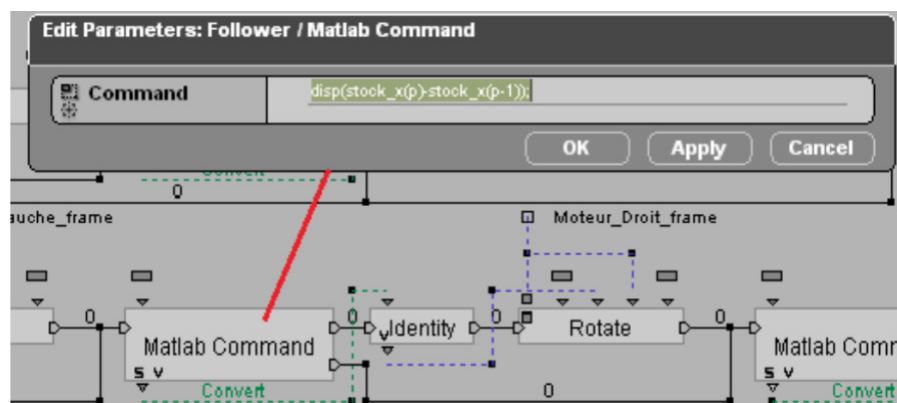 Edit Parameters: Follower / Matlab Command
Command
disp(stock_x(p)-stock_x(p-1));
OK Apply Cancel
0
auche_frame Moteur_Droit_frame
0 0 0 0
Matlab Command Identity Rotate Matlab Comm
S V V S V
Convert 0 Convert